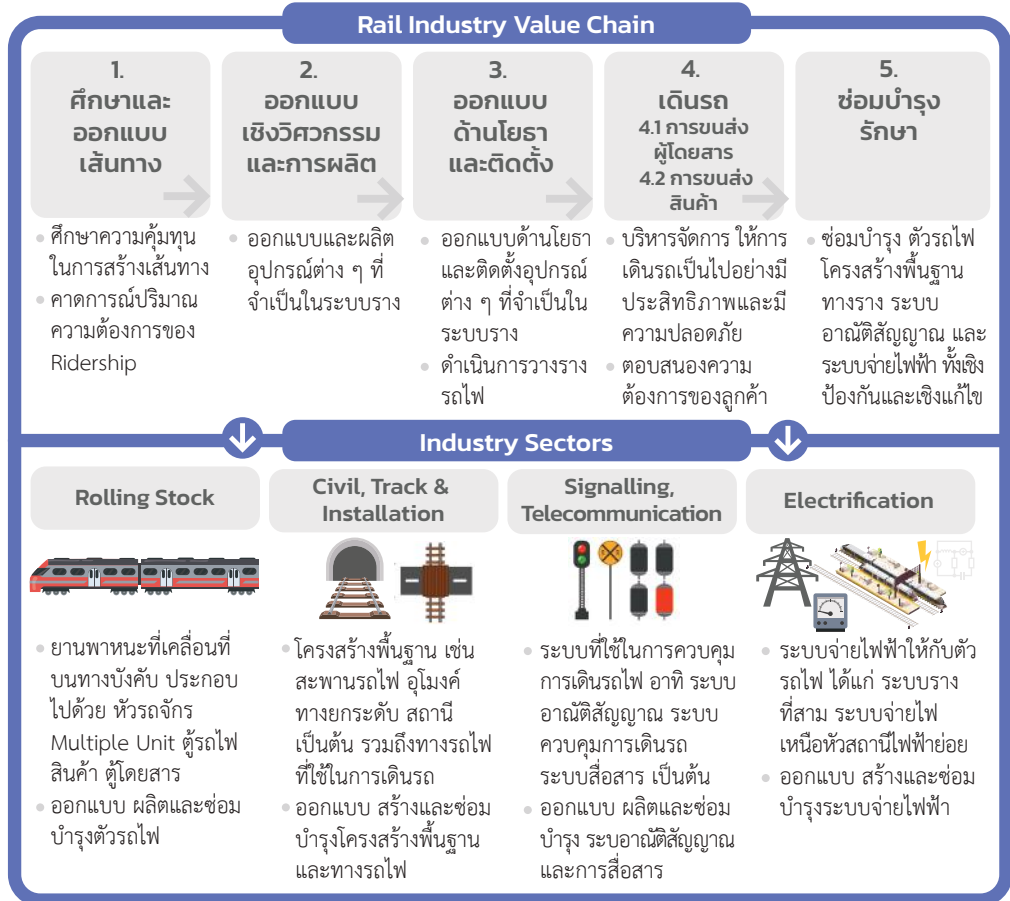 Rail Industry Value Chain
1.
ศึกษาและ
ออกแบบ
เส้นทาง
2.
ออกแบบ
เชิงวิศวกรรม
และการผลิต
3.
ออกแบบ
ด้านโยธา
และติดตั้ง
4.
เดินรถ
4.1 การขนส่ง
ผู้โดยสาร
4.2 การขนส่ง
สินค้า
5.
ซ่อมบำรุง
รักษา
ศึกษาความคุ้มทุน
ในการสร้างเส้นทาง
คาดการณ์ปริมาณ
ความต้องการของ
Ridership
ออกแบบและผลิต
อุปกรณ์ต่าง ๆ ที่
จำเป็นในระบบราง
ออกแบบด้านโยธา
และติดตั้งอุปกรณ์
ต่าง ๆ ที่จำเป็นใน
ระบบราง
ดำเนินการวางราง
รถไฟ
บริหารจัดการ ให้การ
เดินรถเป็นไปอย่างมี
ประสิทธิภาพและมี
ความปลอดภัย
ตอบสนองความ
ต้องการของลูกค้า
ซ่อมบำรุง ตัวรถไฟ
โครงสร้างพื้นฐาน
ทางราง ระบบ
อาณัติสัญญาณ และ
ระบบจ่ายไฟฟ้า ทั้งเชิง
ป้องกันและเชิงแก้ไข
Industry Sectors
Rolling Stock
Civil, Track &
Installation
Signalling,
Telecommunication
Electrification
ยานพาหนะที่เคลื่อนที่
บนทางบังคับ ประกอบ
ไปด้วย หัวรถจักร
Multiple Unit ตู้รถไฟ
สินค้า ตู้โดยสาร
ออกแบบ ผลิตและซ่อม
บำรุงตัวรถไฟ
โครงสร้างพื้นฐาน เช่น
สะพานรถไฟ อุโมงค์
ทางยกระดับ สถานี
เป็นต้น รวมถึงทางรถไฟ
ที่ใช้ในการเดินรถ
ออกแบบ สร้างและซ่อม
บำรุงโครงสร้างพื้นฐาน
และทางรถไฟ
ระบบที่ใช้ในการควบคุม
การเดินรถไฟ อาทิ ระบบ
อาณัติสัญญาณ ระบบ
ควบคุมการเดินรถ
ระบบสื่อสาร เป็นต้น
ออกแบบ ผลิตและซ่อม
บำรุง ระบอาณัติสัญญาณ
และการสื่อสาร
ระบบจ่ายไฟฟ้าให้กับตัว
รถไฟ ได้แก่ ระบบราง
ที่สาม ระบบจ่ายไฟ
เหนือหัวสถานีไฟฟ้าย่อย
ออกแบบ สร้างและซ่อม
บำรุงระบบจ่ายไฟฟ้า